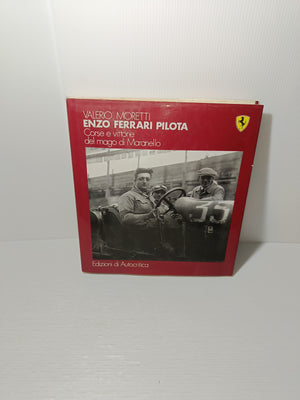 VALERIO MORETTI
ENZO FERRARI PILOTA
Corse e vittorie
del mago di Maranello
55
Edizioni di Autocritica